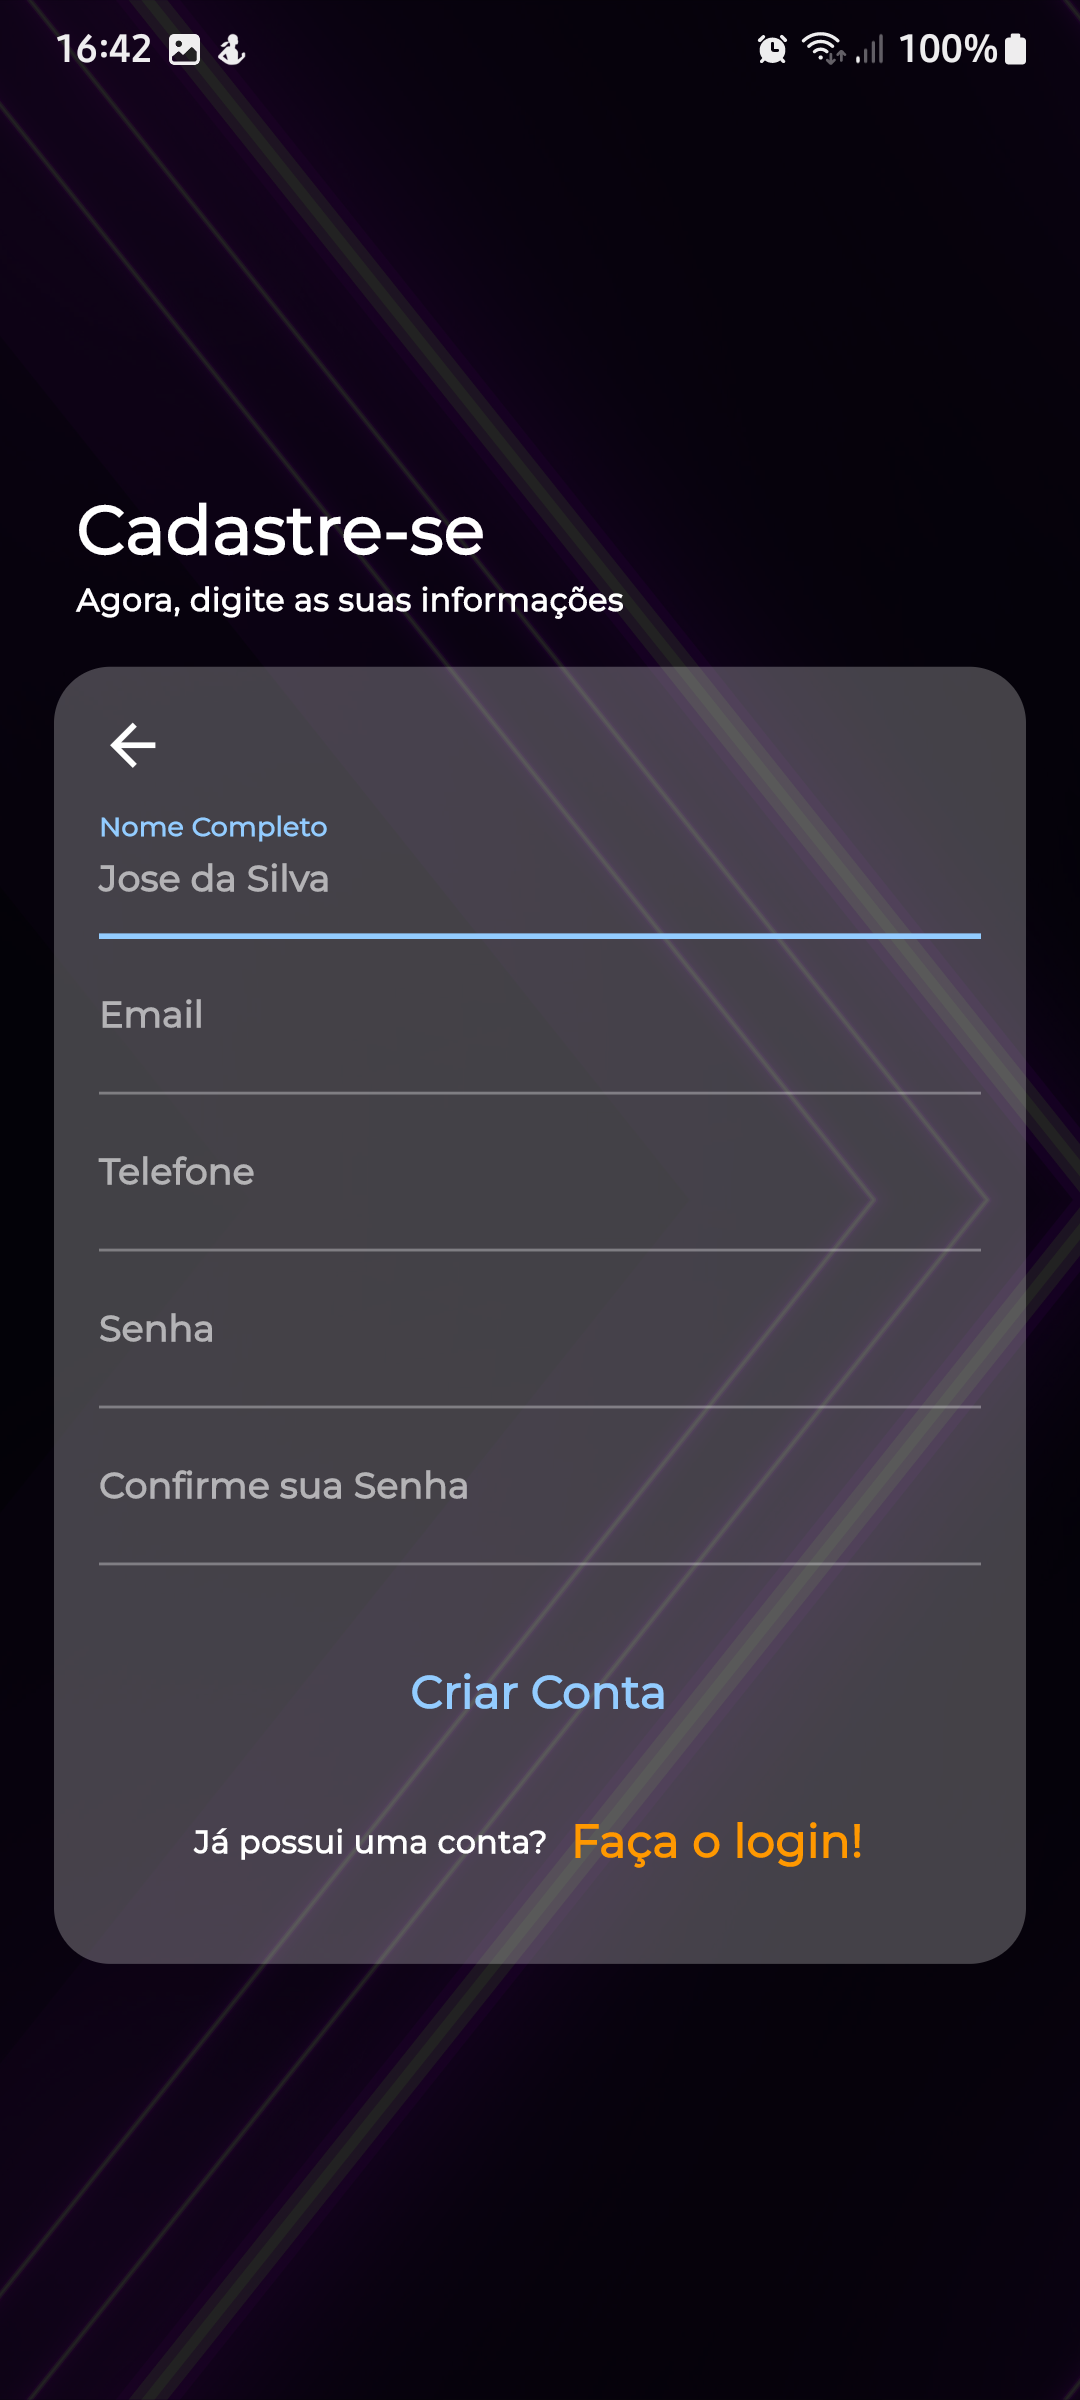 16:42 100%
Cadastre-se
Agora, digite as suas informações
Nome Completo
Jose da Silva
Email
Telefone
Senha
Confirme sua Senha
Criar Conta
Já possui uma conta? Faça o login!